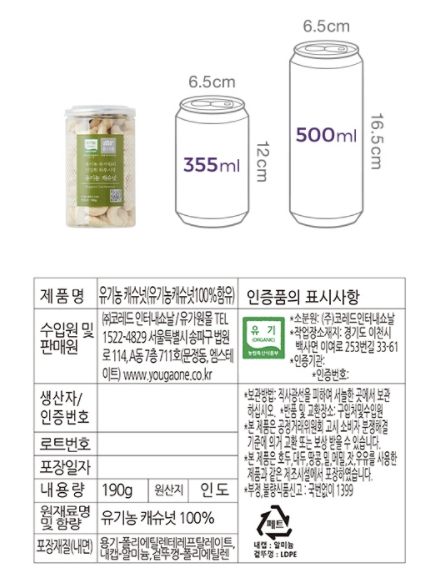 6.5cm
6.5cm
355ml
12cm
500ml
16.5cm
유기농 캐슈넛
제 품 명
유기농 캐슈넛(유기농캐슈넛100%함유)
수입원 및
판매원
㈜코레드 인터내쇼날 / 유기원몰 TEL
1522-4829 서울특별시 송파구 법원
로 114, A동 7층 711호(문정동, 엠스테
이트) www.yougaone.co.kr
생산자/
인증번호
로트번호
포장일자
내 용 량
190g
원산지
인 도
원재료명
및 함량
유기농 캐슈넛 100%
포장재질(내면)
용기-폴리에틸렌테레프탈레이트,
내캡-알미늄,겉뚜껑-폴리에틸렌
인증품의 표시사항
유 기
(ORGANIC)
농림축산식품부
*소분원: (주)코레드인터내쇼날
*작업장소재지: 경기도 이천시
백사면 이여로 253번길 33-61
*인증기관:
*인증번호:
*보관방법: 직사광선을 피하여 서늘한 곳에서 보관
하십시오. *반품 및 교환장소: 구입처및수입원
*본 제품은 공정거래위원회 고시 소비자 분쟁해결
기준에 의거 교환 또는 보상 받을 수 있습니다.
*본 제품은 호두, 대두, 땅콩, 밀, 메밀, 잣, 우유를 사용한
제품과 같은 제조시설에서 포장합니다.
*부정,불량식품신고 : 국번없이 1399
페트
내캡 : 알미늄
겉뚜껑 : LDPE